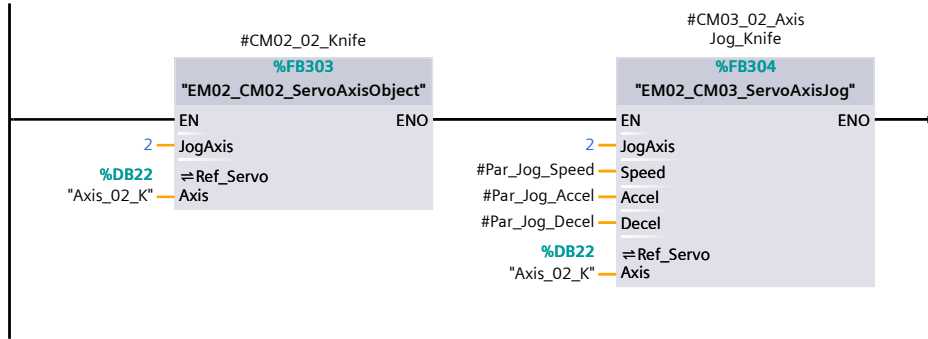 #CM02_02_Knife
%FB303
"EM02_CM02_ServoAxisObject"
EN
ENO
2
JogAxis
%DB22
"Axis_02_K"
⇌Ref_Servo
Axis
#CM03_02_Axis
Jog_Knife
%FB304
"EM02_CM03_ServoAxisJog"
EN
ENO
2
JogAxis
#Par_Jog_Speed
Speed
#Par_Jog_Accel
Accel
#Par_Jog_Decel
Decel
%DB22
"Axis_02_K"
⇌Ref_Servo
Axis